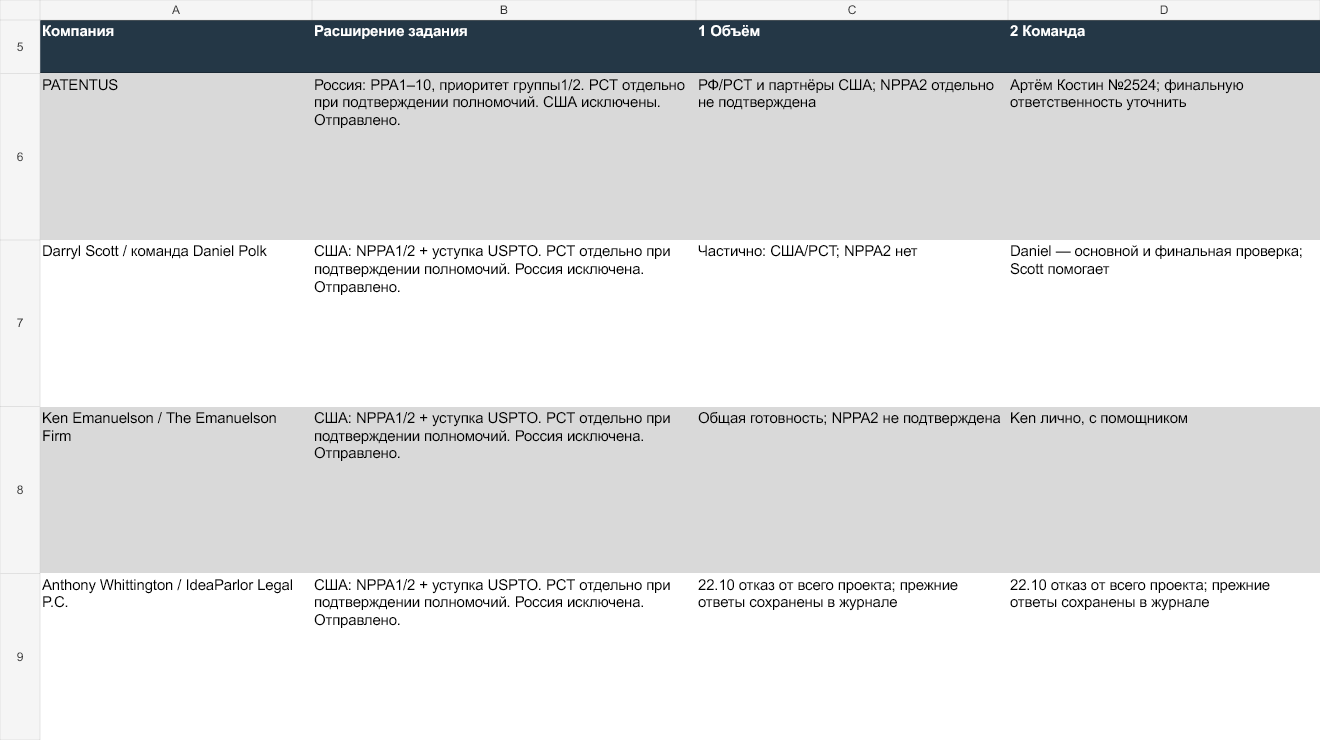 A B C D
5 Компания Расширение задания 1 Объём 2 Команда
6
PATENTUS
Россия: PPA1–10, приоритет группы1/2. PCT отдельно
при подтверждении полномочий. США исключены.
Отправлено.
РФ/PCT и партнёры США; NPPA2 отдельно
не подтверждена
Артём Костин №2524; финальную
ответственность уточнить
7
Darryl Scott / команда Daniel Polk
США: NPPA1/2 + уступка USPTO. PCT отдельно при
подтверждении полномочий. Россия исключена.
Отправлено.
Частично: США/PCT; NPPA2 нет
Daniel — основной и финальная проверка;
Scott помогает
8
Ken Emanuelson / The Emanuelson
Firm
США: NPPA1/2 + уступка USPTO. PCT отдельно при
подтверждении полномочий. Россия исключена.
Отправлено.
Общая готовность; NPPA2 не подтверждена
Ken лично, с помощником
9
Anthony Whittington / IdeaParlor Legal
P.C.
США: NPPA1/2 + уступка USPTO. PCT отдельно при
подтверждении полномочий. Россия исключена.
Отправлено.
22.10 отказ от всего проекта; прежние
ответы сохранены в журнале
22.10 отказ от всего проекта; прежние
ответы сохранены в журнале